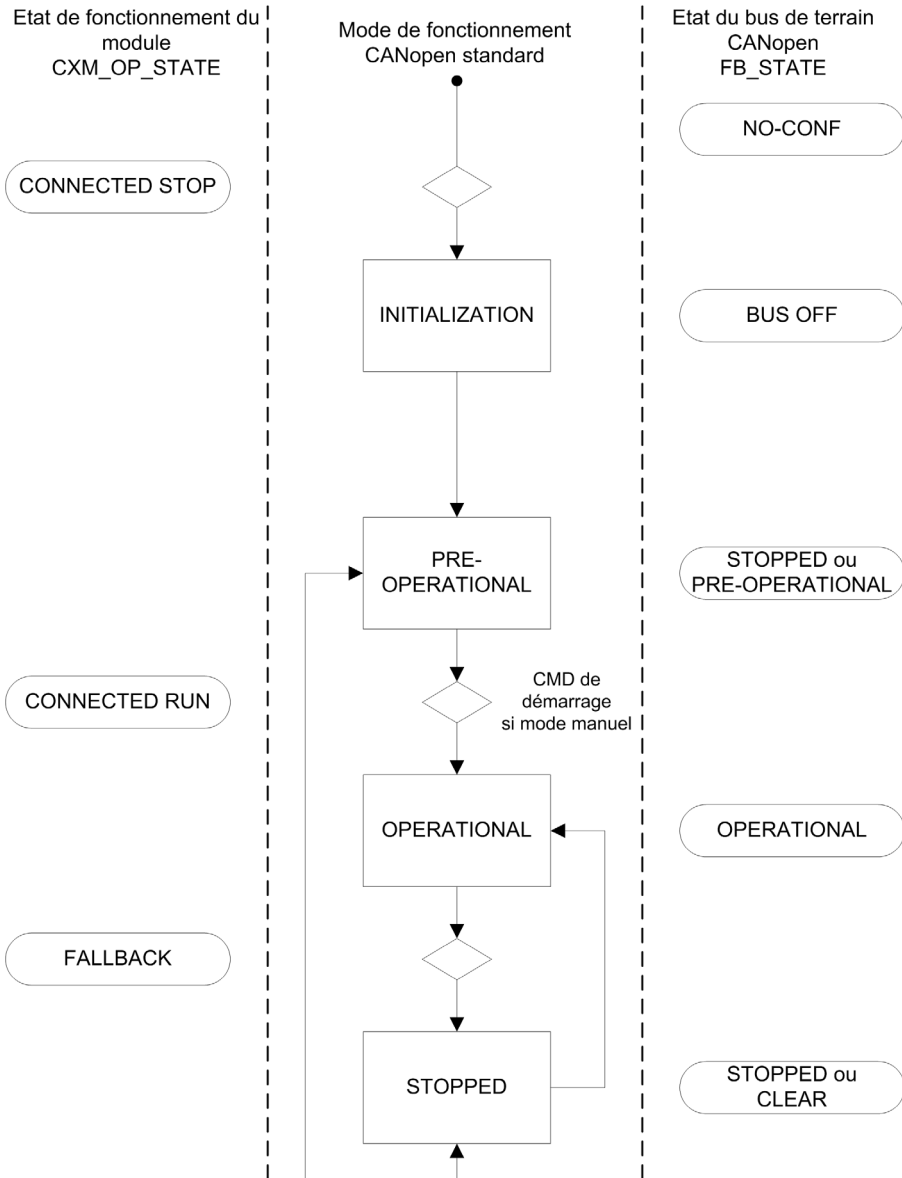 Etat de fonctionnement du
module
CXM_OP_STATE
Mode de fonctionnement
CANopen standard
Etat du bus de terrain
CANopen
FB_STATE
NO-CONF
CONNECTED STOP
INITIALIZATION
BUS OFF
PRE-
OPERATIONAL
STOPPED ou
PRE-OPERATIONAL
CONNECTED RUN
CMD de
démarrage
si mode manuel
OPERATIONAL
OPERATIONAL
FALLBACK
STOPPED
STOPPED ou
CLEAR